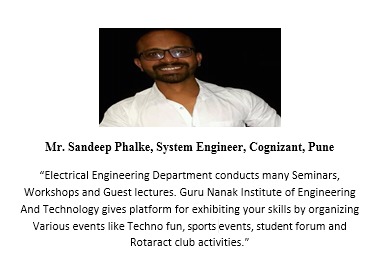 Mr. Sandeep Phalke, System Engineer, Cognizant, Pune
“Electrical Engineering Department conducts many Seminars,
Workshops and Guest lectures. Guru Nanak Institute of Engineering
And Technology gives platform for exhibiting your skills by organizing
Various events like Techno fun, sports events, student forum and
Rotaract club activities.”